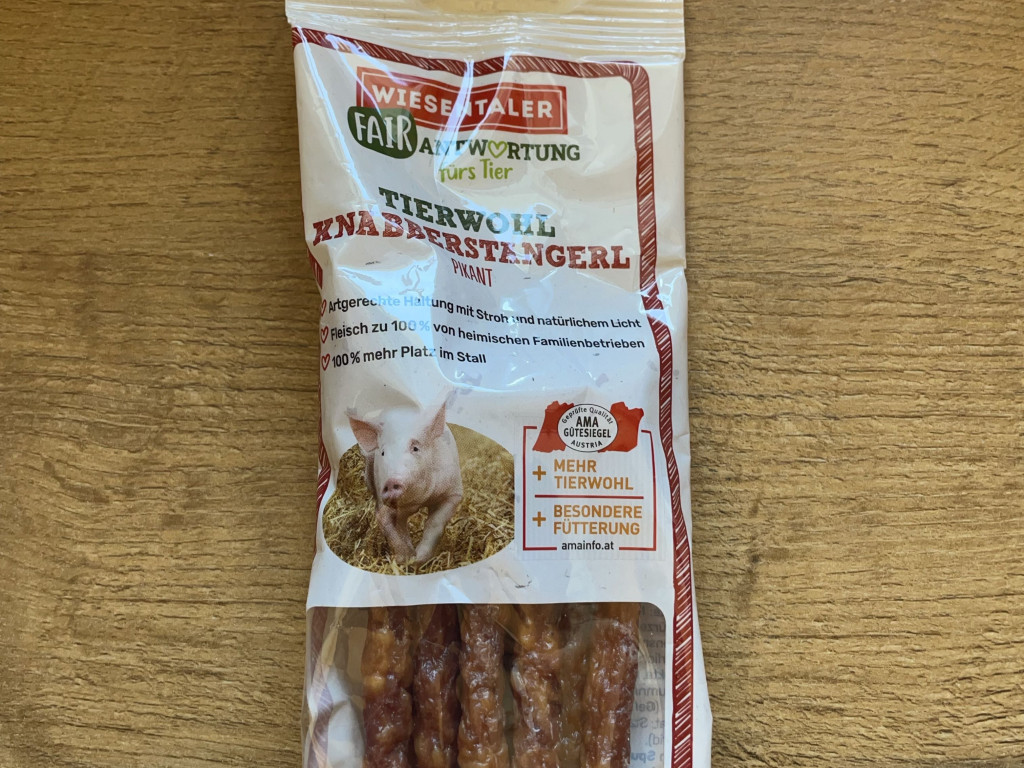 WIESENTALER
FAIR
ANTWORTUNG
fürs Tier
TIERWOHL
KNABBERSTANGERL
PIKANT
Artgerechte Haltung mit Stroh und natürlichem Licht
Fleisch zu 100 % von heimischen Familienbetrieben
100 % mehr Platz im Stall
Geprüfte Qualität
AMA
GÜTESIEGEL
AUSTRIA
+ MEHR
TIERWOHL
+ BESONDERE
FÜTTERUNG
amainfo.at